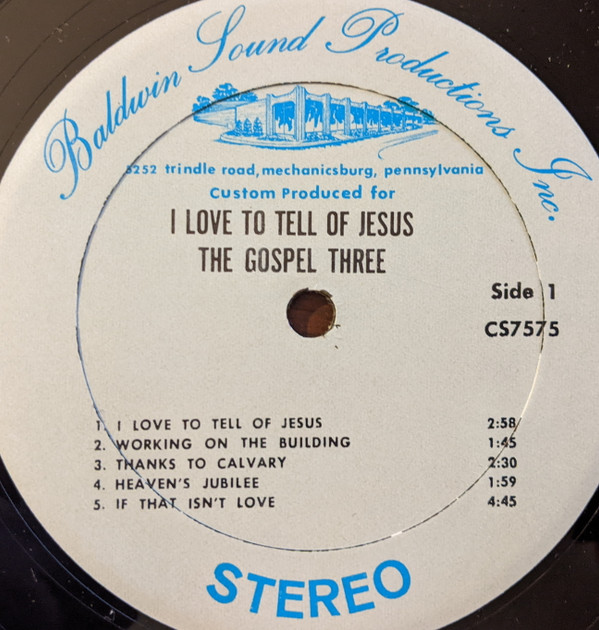 Baldwin Sound Productions Inc.
5252 trindle road, mechanicsburg, pennsylvania
Custom Produced for
I LOVE TO TELL OF JESUS
THE GOSPEL THREE
Side 1
CS7575
1. I LOVE TO TELL OF JESUS 2:58
2. WORKING ON THE BUILDING 1:45
3. THANKS TO CALVARY 2:30
4. HEAVEN'S JUBILEE 1:59
5. IF THAT ISN'T LOVE 4:45
STEREO